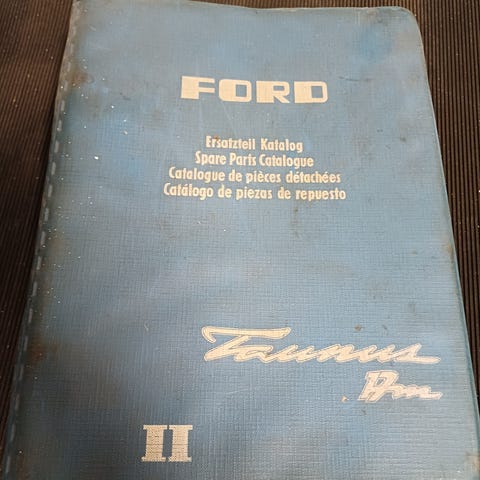 FORD
Ersatzteil Katalog
Spare Parts Catalogue
Catalogue de pièces détachées
Catálogo de piezas de repuesto
Taunus
17m
II